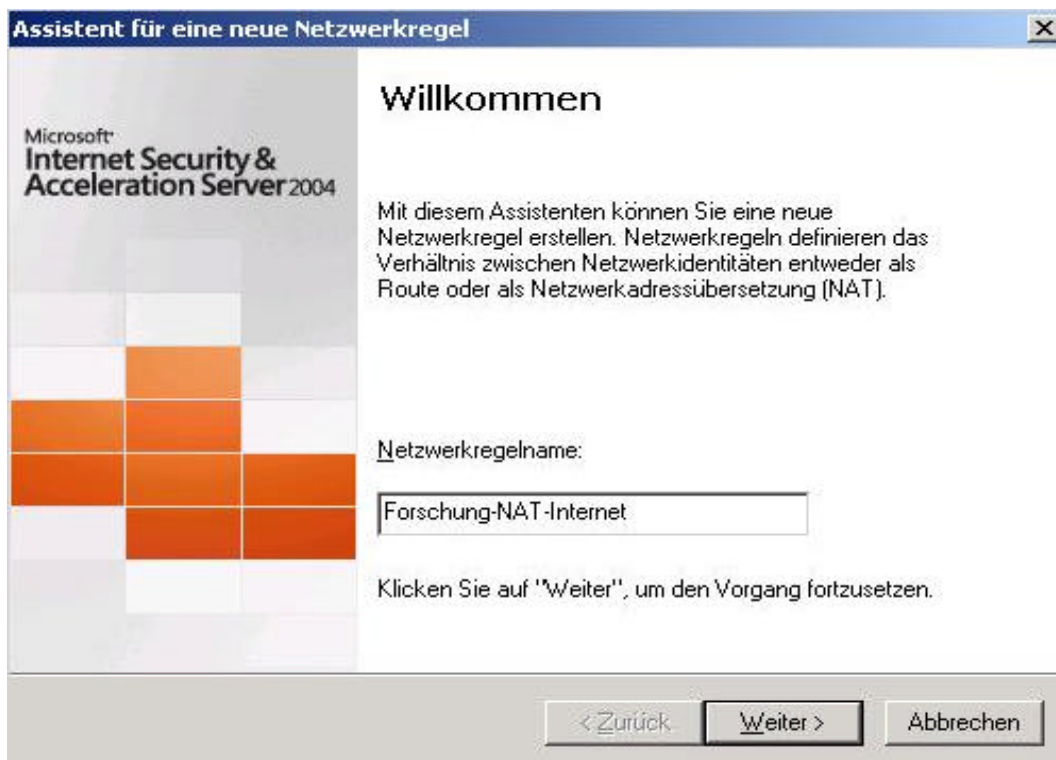 Assistent für eine neue Netzwerkregel
Microsoft
Internet Security &
Acceleration Server 2004
Willkommen
Mit diesem Assistenten können Sie eine neue
Netzwerkregel erstellen. Netzwerkregeln definieren das
Verhältnis zwischen Netzwerkidentitäten entweder als
Route oder als Netzwerkadressübersetzung (NAT).
Netzwerkregelname:
Forschung-NAT-Internet
Klicken Sie auf "Weiter", um den Vorgang fortzusetzen.
< Zurück
Weiter >
Abbrechen